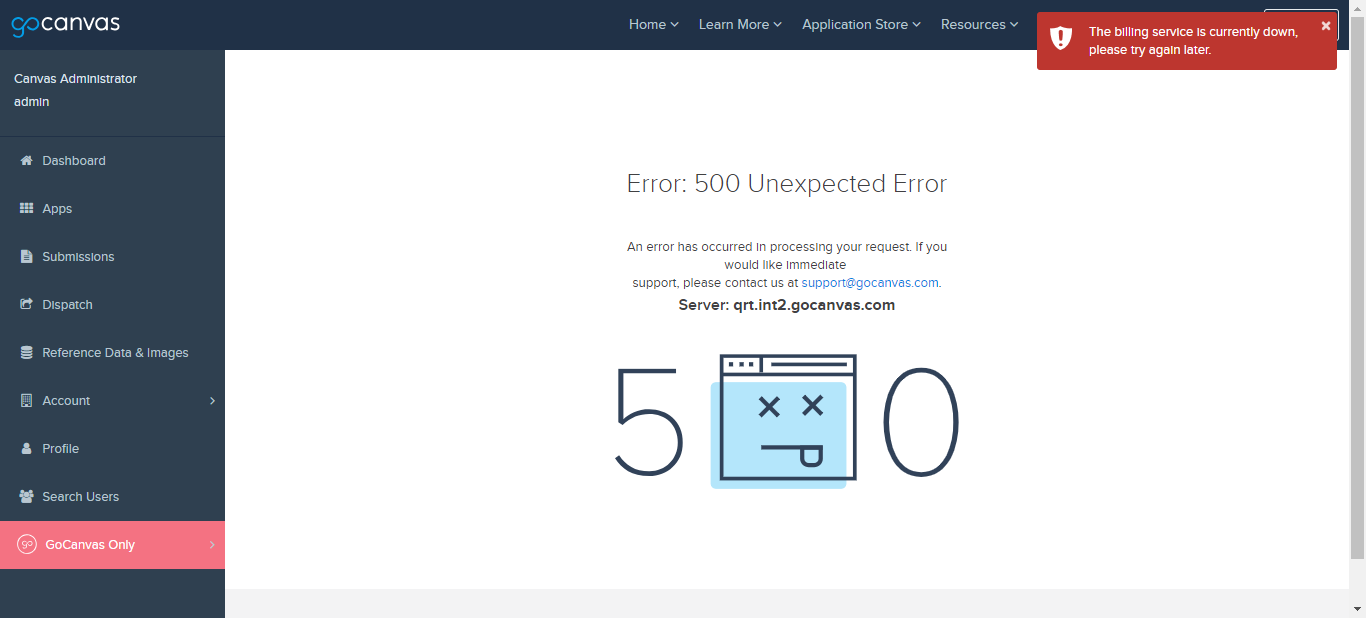 gocanvas
Home
Learn More
Application Store
Resources
The billing service is currently down,
please try again later.
Canvas Administrator
admin
Dashboard
Apps
Submissions
Dispatch
Reference Data & Images
Account
Profile
Search Users
go GoCanvas Only
Error: 500 Unexpected Error
An error has occurred in processing your request. If you
would like immediate
support, please contact us at support@gocanvas.com.
Server: qrt.int2.gocanvas.com
5 0